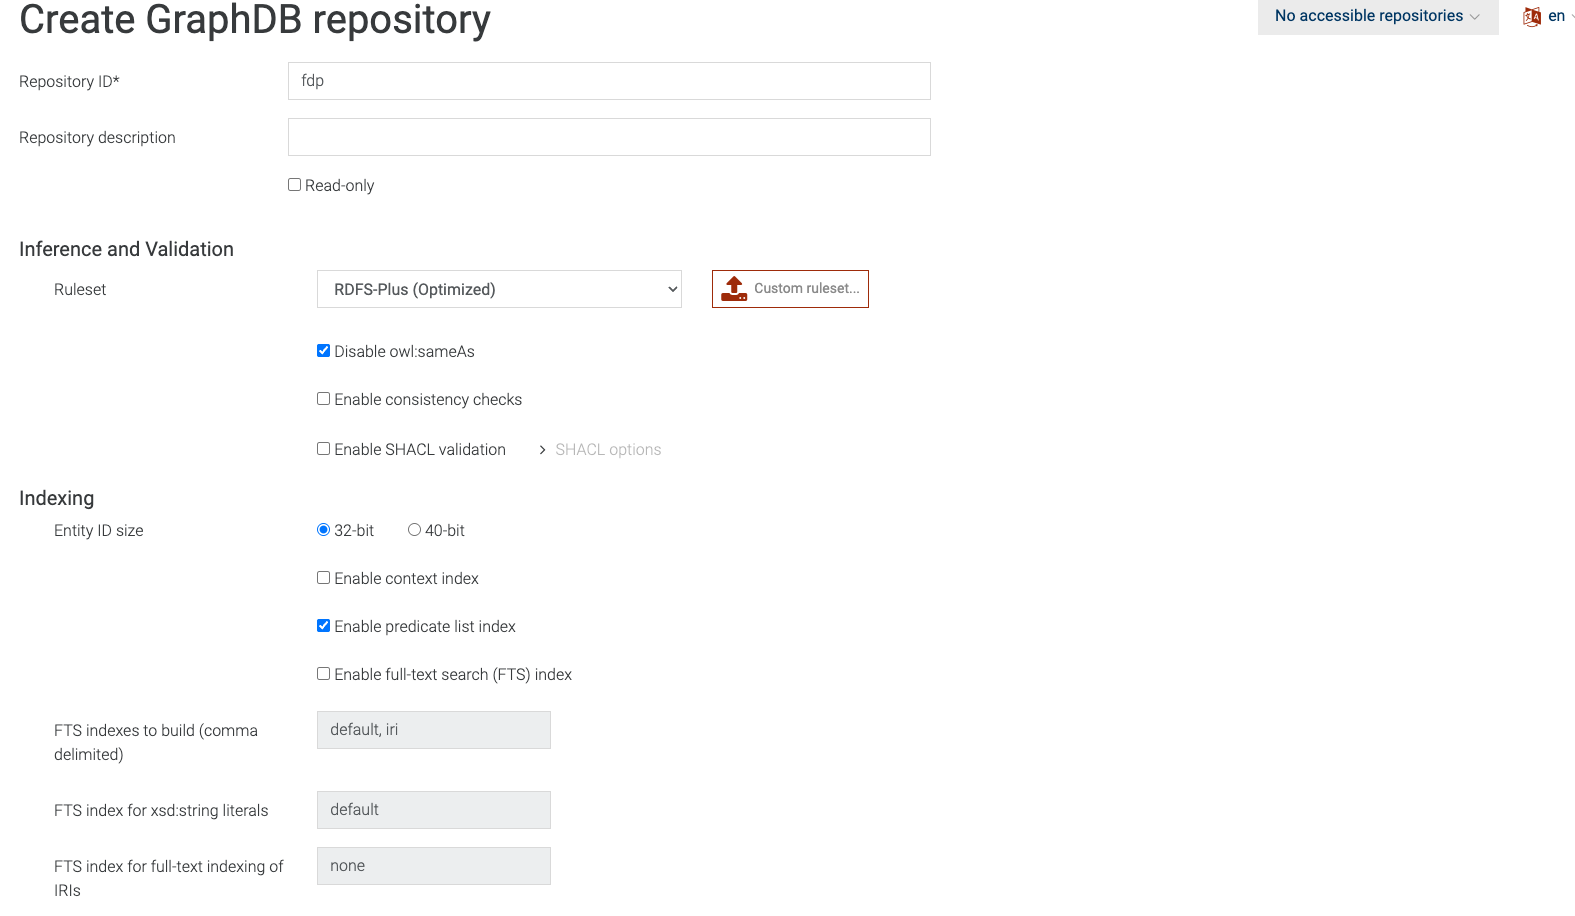 Create GraphDB repository
No accessible repositories
en
Repository ID*
fdp
Repository description
Read-only
Inference and Validation
Ruleset
RDFS-Plus (Optimized)
Custom ruleset...
Disable owl:sameAs
Enable consistency checks
Enable SHACL validation
SHACL options
Indexing
Entity ID size
32-bit
40-bit
Enable context index
Enable predicate list index
Enable full-text search (FTS) index
FTS indexes to build (comma
delimited)
default, iri
FTS index for xsd:string literals
default
FTS index for full-text indexing of
IRIs
none